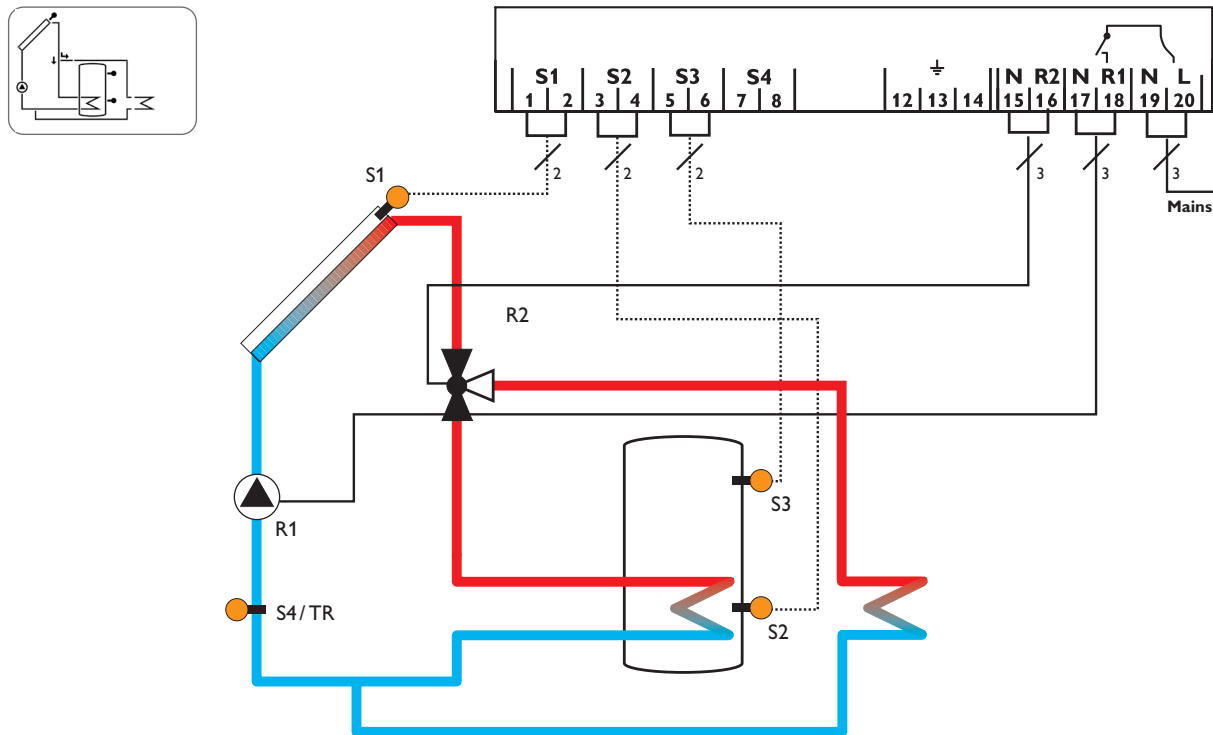 S1 S2 S3 S4 ⏚ N R2 N R1 N L
1 2 3 4 5 6 7 8 12 13 14 15 16 17 18 19 20
2 2 2 3 3 3
S1
Mains
R2
S3
R1
S4/TR
S2